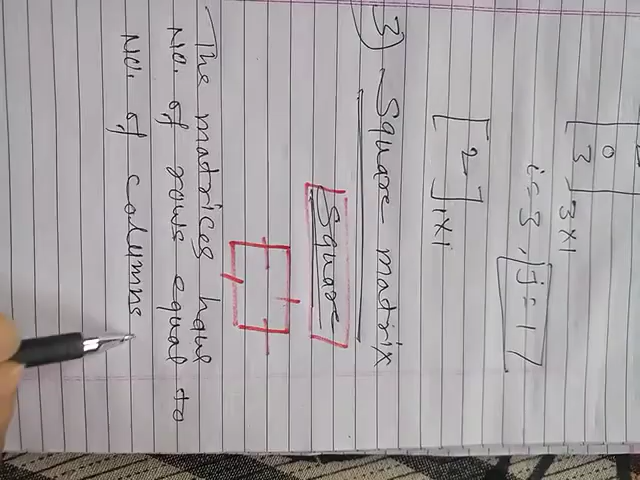 0
3
3×1
i=3, j=1
[2]1×1
3) Square matrix
Square
The matrices have
No. of rows equal to
No. of columns